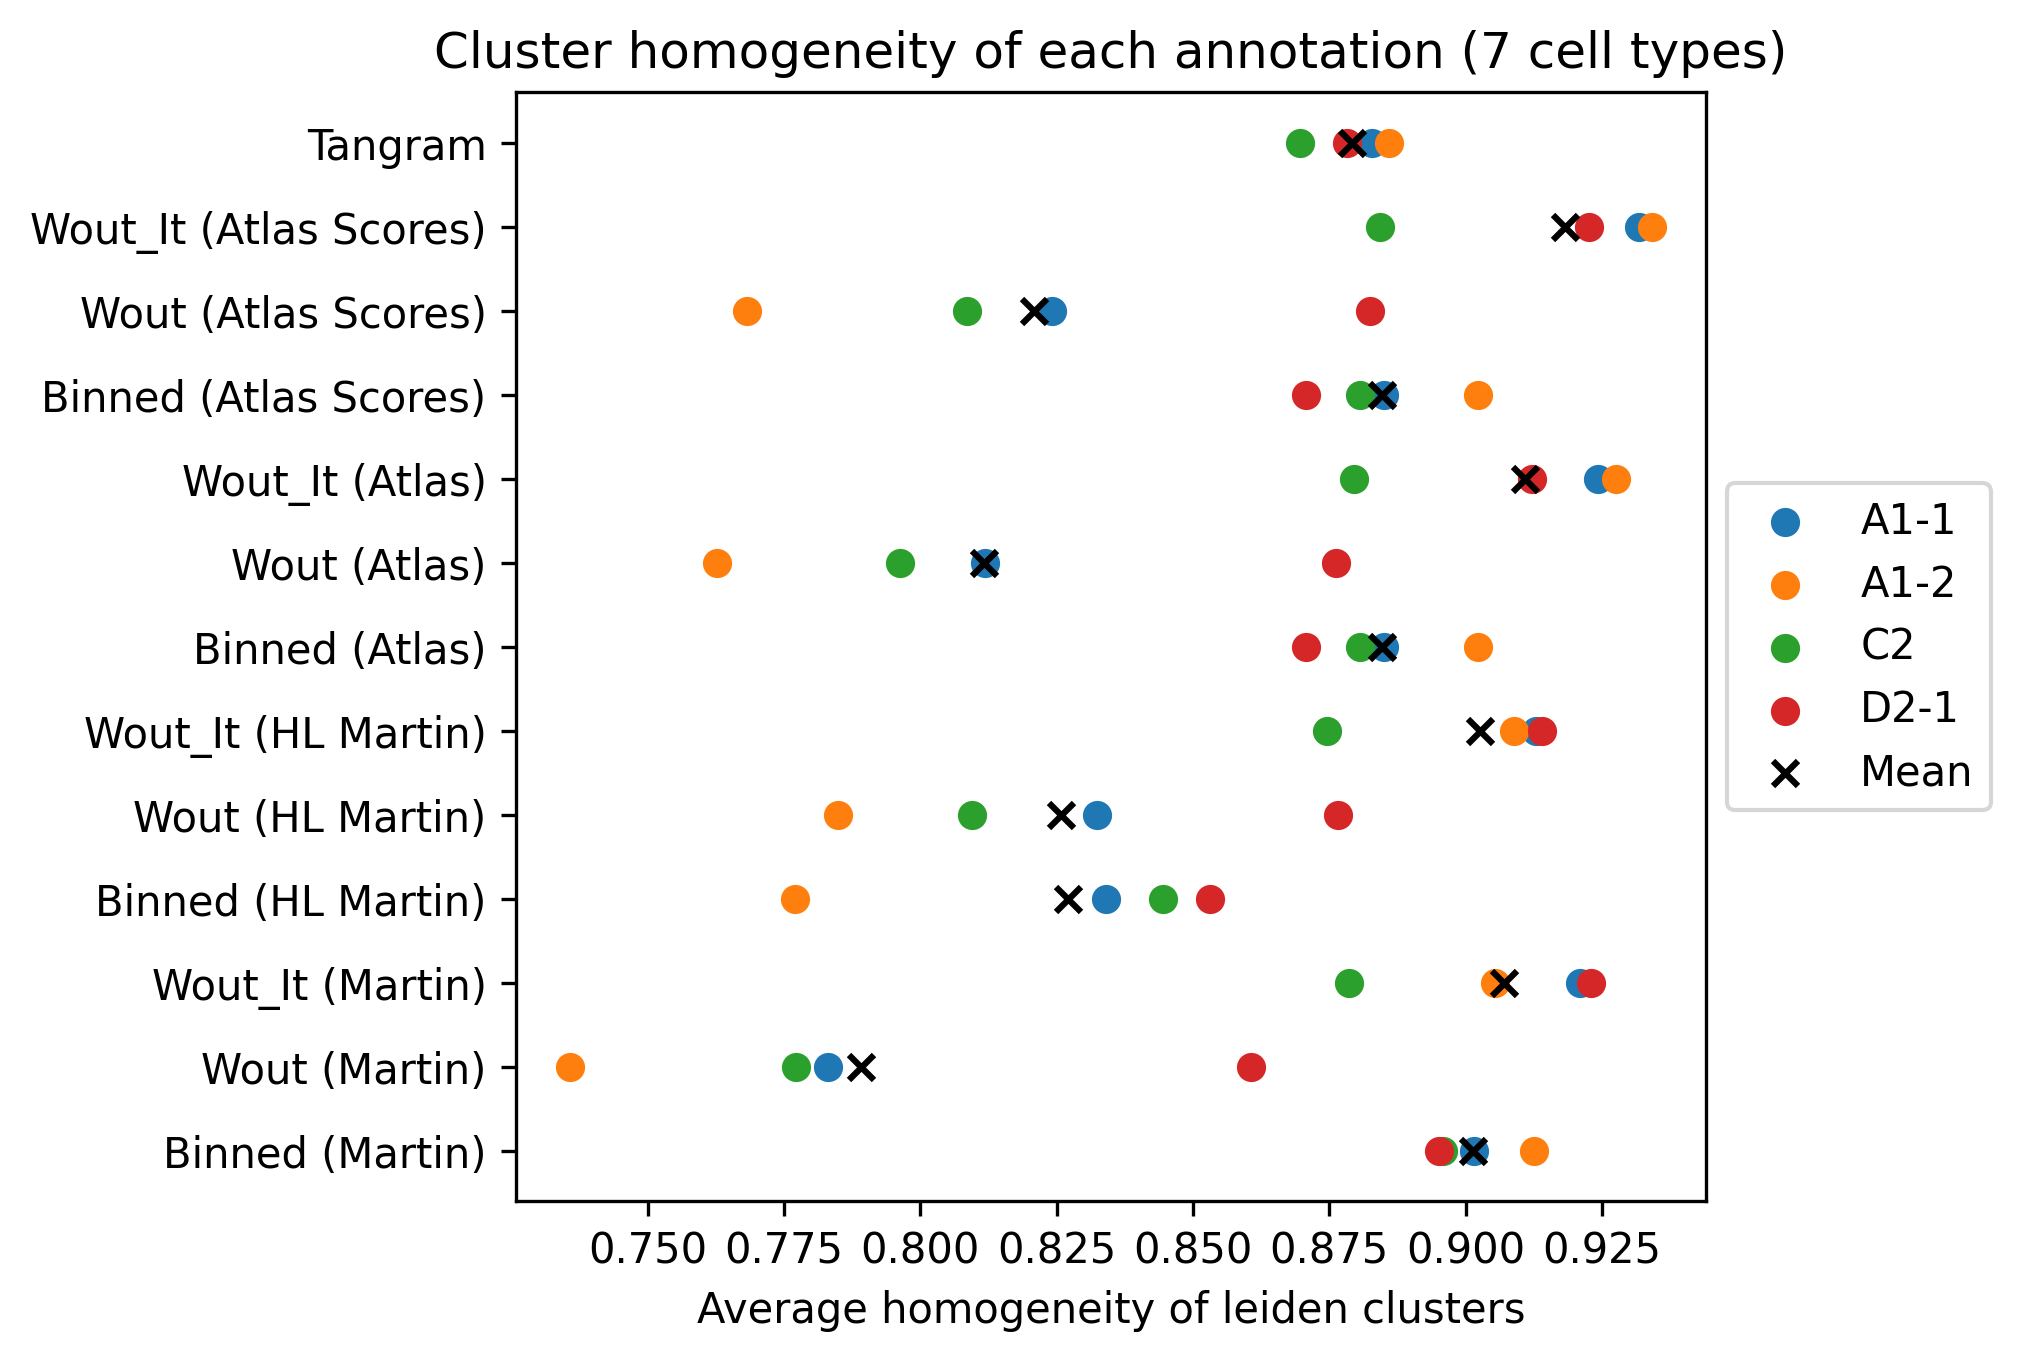 Cluster homogeneity of each annotation (7 cell types)
Tangram
Wout_It (Atlas Scores)
Wout (Atlas Scores)
Binned (Atlas Scores)
Wout_It (Atlas)
Wout (Atlas)
Binned (Atlas)
Wout_It (HL Martin)
Wout (HL Martin)
Binned (HL Martin)
Wout_It (Martin)
Wout (Martin)
Binned (Martin)
A1-1
A1-2
C2
D2-1
Mean
0.750 0.775 0.800 0.825 0.850 0.875 0.900 0.925
Average homogeneity of leiden clusters